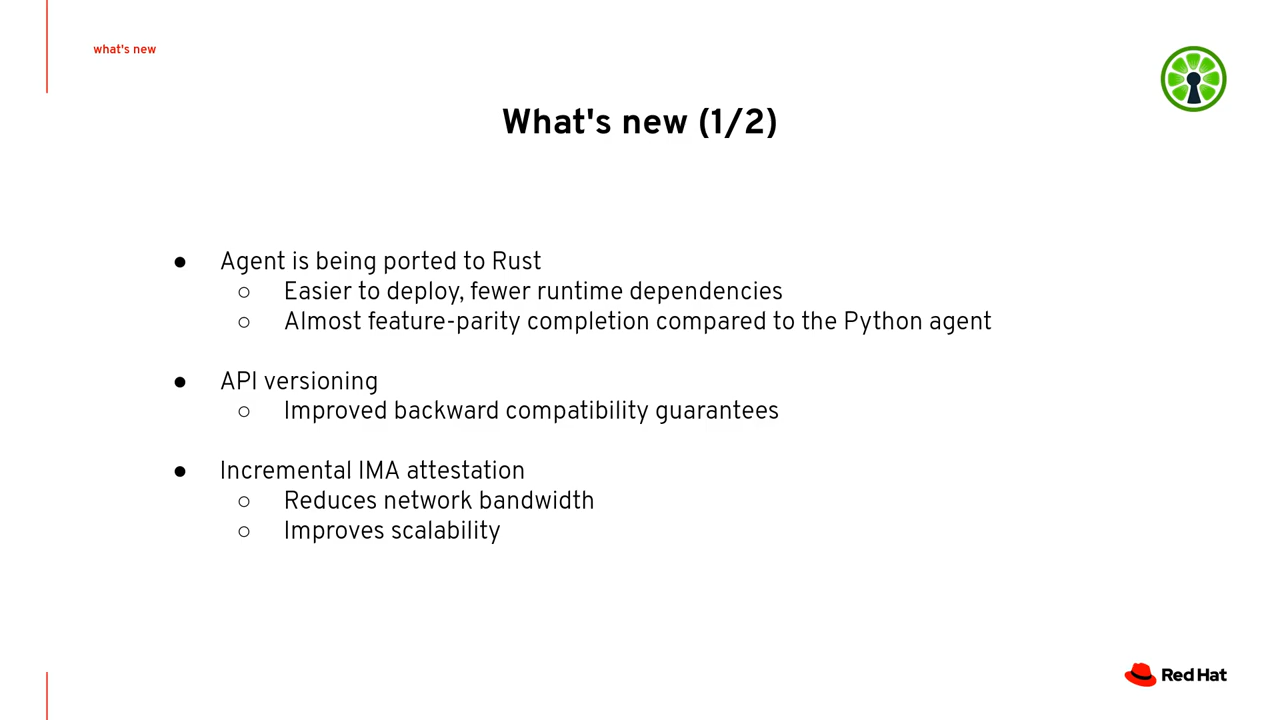 what's new
What's new (1/2)
● Agent is being ported to Rust
○ Easier to deploy, fewer runtime dependencies
○ Almost feature-parity completion compared to the Python agent
● API versioning
○ Improved backward compatibility guarantees
● Incremental IMA attestation
○ Reduces network bandwidth
○ Improves scalability
Red Hat